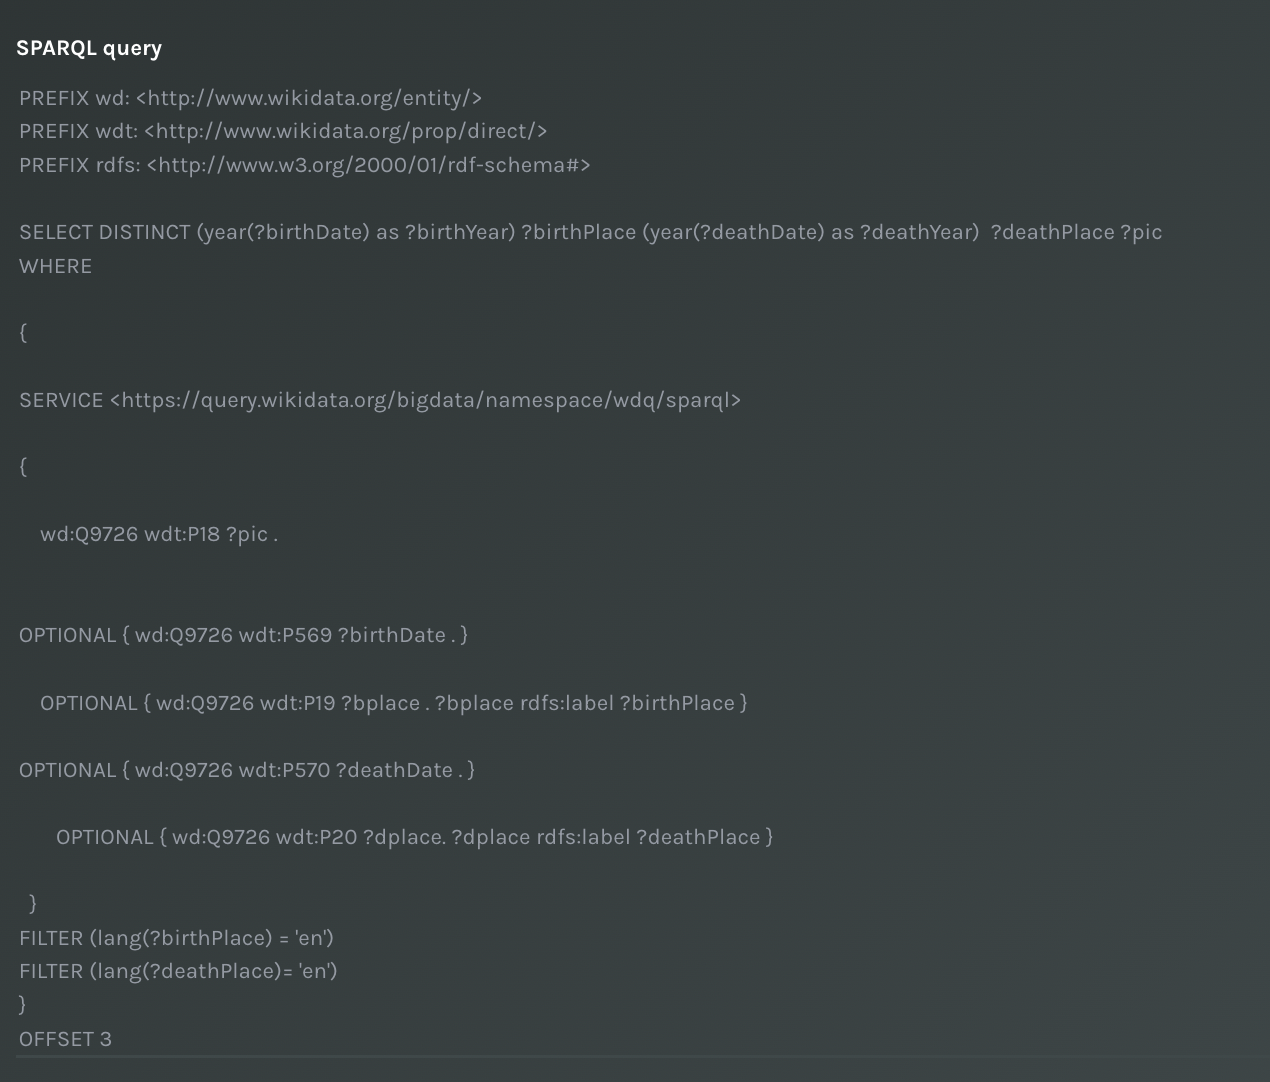 SPARQL query
PREFIX wd: <http://www.wikidata.org/entity/>
PREFIX wdt: <http://www.wikidata.org/prop/direct/>
PREFIX rdfs: <http://www.w3.org/2000/01/rdf-schema#>
SELECT DISTINCT (year(?birthDate) as ?birthYear) ?birthPlace (year(?deathDate) as ?deathYear)  ?deathPlace ?pic
WHERE
{
SERVICE <https://query.wikidata.org/bigdata/namespace/wdq/sparql>
{
wd:Q9726 wdt:P18 ?pic .
OPTIONAL { wd:Q9726 wdt:P569 ?birthDate . }
OPTIONAL { wd:Q9726 wdt:P19 ?bplace . ?bplace rdfs:label ?birthPlace }
OPTIONAL { wd:Q9726 wdt:P570 ?deathDate . }
OPTIONAL { wd:Q9726 wdt:P20 ?dplace. ?dplace rdfs:label ?deathPlace }
}
FILTER (lang(?birthPlace) = 'en')
FILTER (lang(?deathPlace)= 'en')
}
OFFSET 3